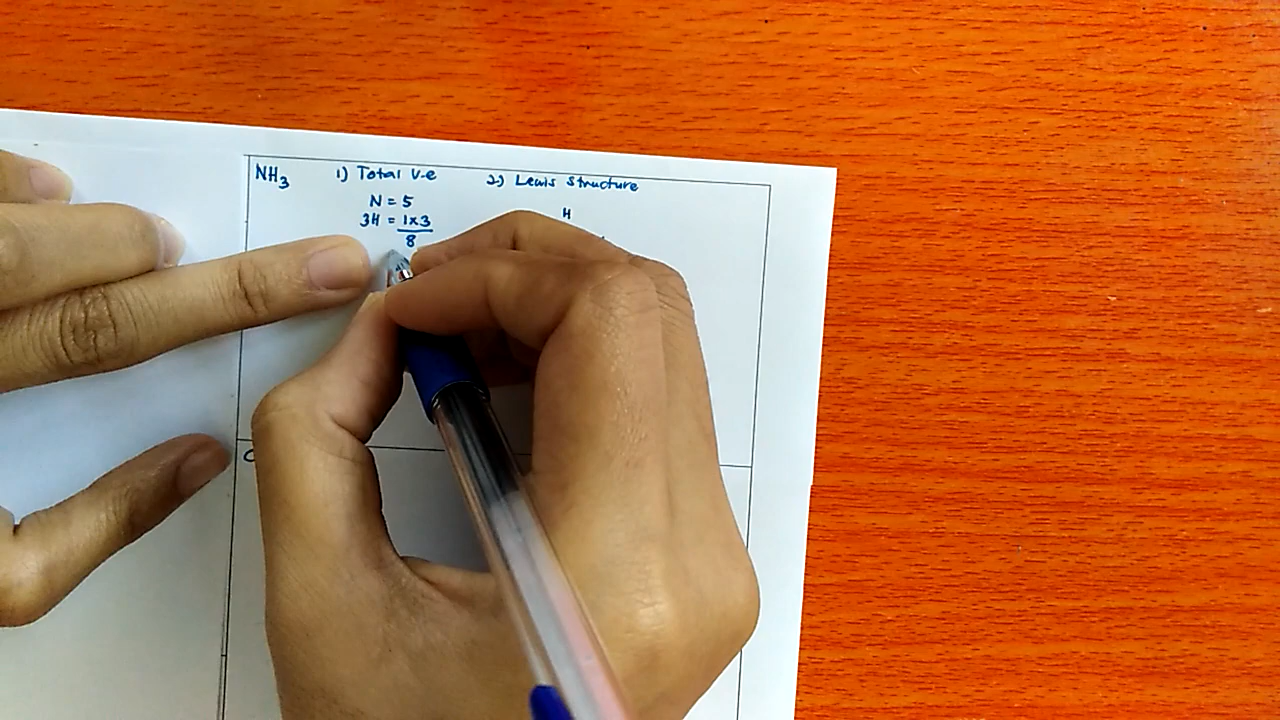 NH3 1) Total v.e 2) Lewis Structure
N = 5
3H = 1x3
8
H